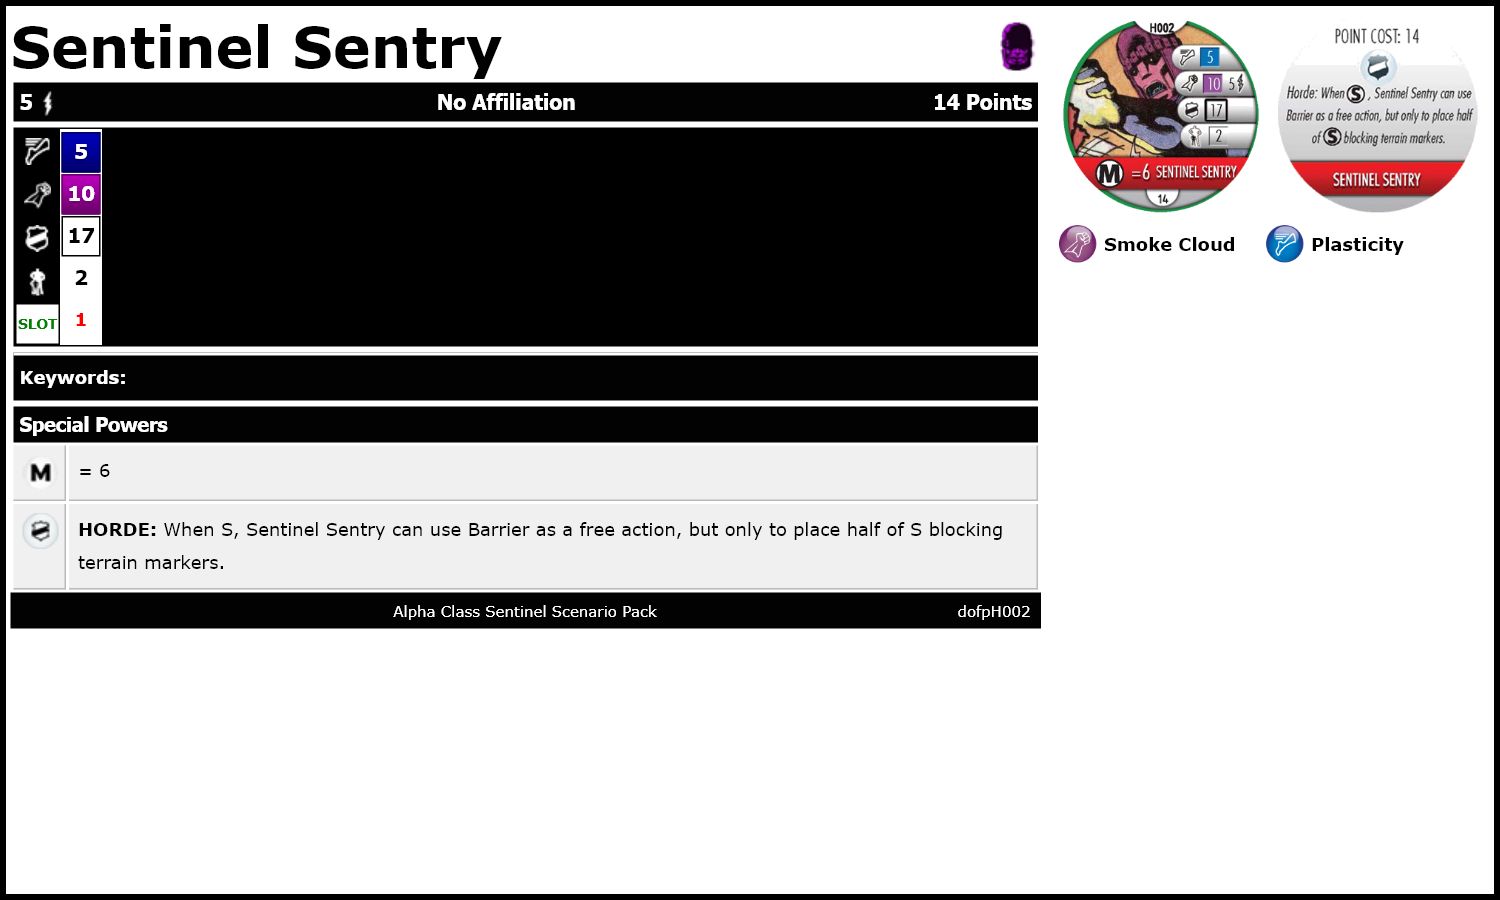 Sentinel Sentry
5 No Affiliation 14 Points
5
10
17
2
SLOT 1
Keywords:
Special Powers
M = 6
HORDE: When S, Sentinel Sentry can use Barrier as a free action, but only to place half of S blocking
terrain markers.
Alpha Class Sentinel Scenario Pack dofpH002
H002
5
10 5
17
2
M =6 SENTINEL SENTRY
14
POINT COST: 14
Horde: When S , Sentinel Sentry can use
Barrier as a free action, but only to place half
of S blocking terrain markers.
SENTINEL SENTRY
Smoke Cloud Plasticity